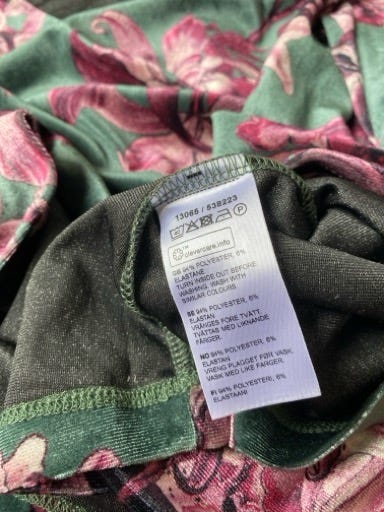 13065 / 538223
P
clevercare.info
GB 94% POLYESTER, 6%
ELASTANE
TURN INSIDE OUT BEFORE
WASHING WASH WITH
SIMILAR COLOURS.
SE 94% POLYESTER, 6%
ELASTAN
VRÄNGES FÖRE TVÄTT.
TVÄTTAS MED LIKNANDE
FÄRGER.
NO 94% POLYESTER, 6%
ELASTAN
VRENG PLAGGET FØR VASK.
VASK MED LIKE FARGER.
FI 94% POLYESTERI, 6%
ELASTAANI